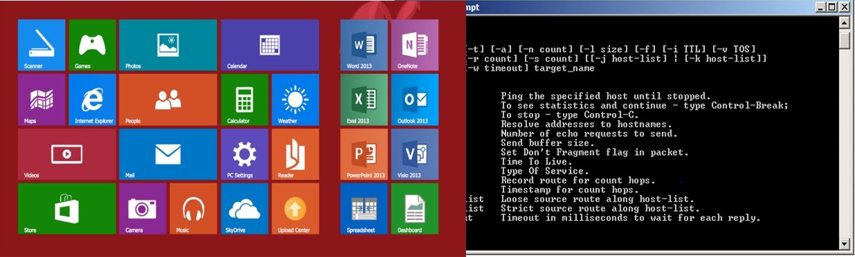 Scanner
Games
Photos
Calendar
Word 2013
OneNote
Maps
Internet Explorer
People
Calculator
Weather
Exel 2013
Outlook 2013
Videos
Mail
PC Settings
Reader
PowerPoint 2013
Visio 2013
Store
Camera
Music
SkyDrive
Upload Center
Spreadsheet
Dashboard
mpt
[-t] [-a] [-n count] [-l size] [-f] [-i TTL] [-v TOS]
[-r count] [-s count] [[-j host-list] | [-k host-list]]
[-w timeout] target_name
Ping the specified host until stopped.
To see statistics and continue - type Control-Break;
To stop - type Control-C.
Resolve addresses to hostnames.
Number of echo requests to send.
Send buffer size.
Set Don't Fragment flag in packet.
Time To Live.
Type Of Service.
Record route for count hops.
Timestamp for count hops.
ist Loose source route along host-list.
ist Strict source route along host-list.
ut Timeout in milliseconds to wait for each reply.